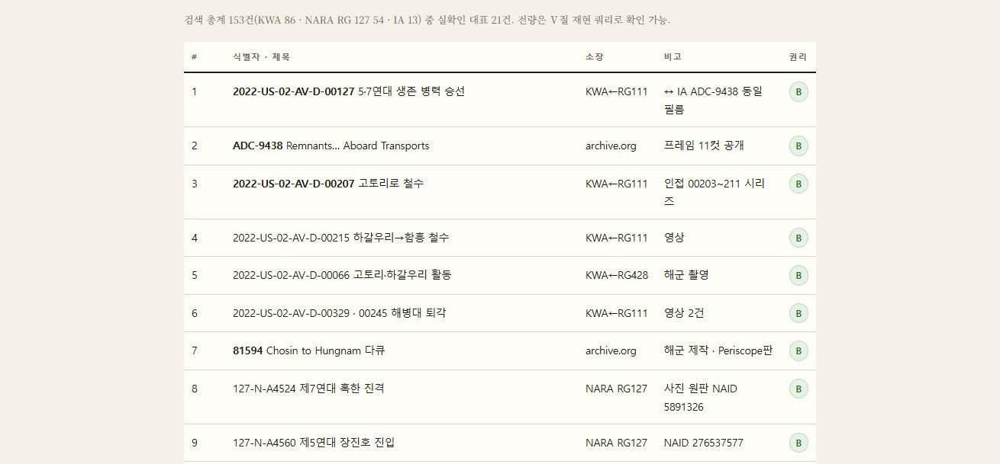 검색 총계 153건(KWA 86 · NARA RG 127 54 · IA 13) 중 실확인 대표 21건. 전량은 Ⅴ절 재현 쿼리로 확인 가능.
# 식별자 · 제목 소장 비고 권리
1 2022-US-02-AV-D-00127 5·7연대 생존 병력 승선 KWA←RG111 ↔ IA ADC-9438 동일 B
필름
2 ADC-9438 Remnants… Aboard Transports archive.org 프레임 11컷 공개 B
3 2022-US-02-AV-D-00207 고토리로 철수 KWA←RG111 인접 00203~211 시리 B
즈
4 2022-US-02-AV-D-00215 하갈우리→함흥 철수 KWA←RG111 영상 B
5 2022-US-02-AV-D-00066 고토리·하갈우리 활동 KWA←RG428 해군 촬영 B
6 2022-US-02-AV-D-00329 · 00245 해병대 퇴각 KWA←RG111 영상 2건 B
7 81594 Chosin to Hungnam 다큐 archive.org 해군 제작 · Periscope판 B
8 127-N-A4524 제7연대 혹한 진격 NARA RG127 사진 원판 NAID B
5891326
9 127-N-A4560 제5연대 장진호 진입 NARA RG127 NAID 276537577 B